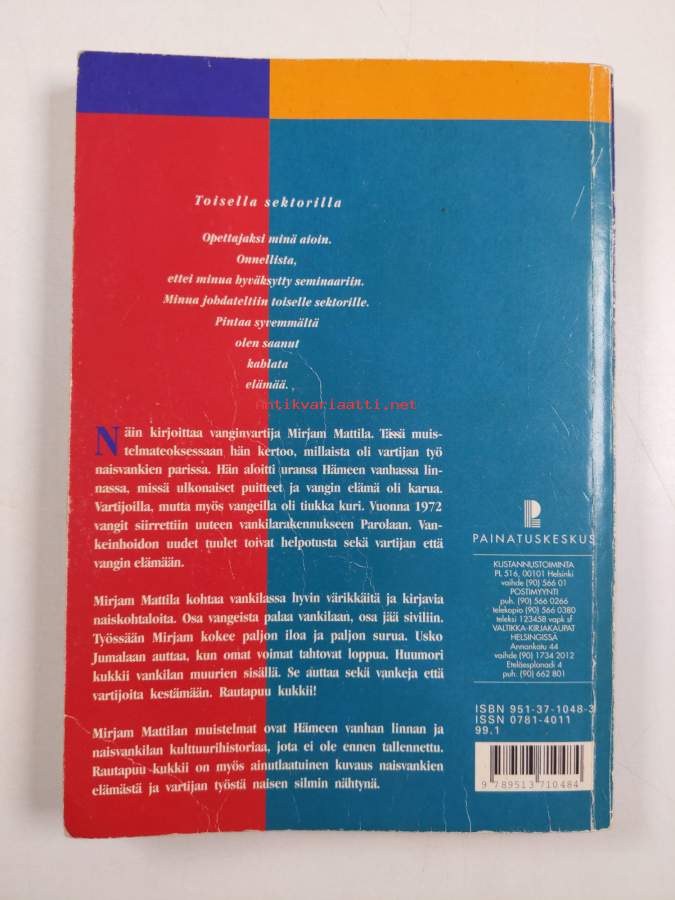 Toisella sektorilla
Opettajaksi minä aioin.
Onnellista,
ettei minua hyväksytty seminaariin.
Minua johdateltiin toiselle sektorille.
Pintaa syvemmältä
olen saanut
kahlata
elämää.
Antikvariaatti.net
Näin kirjoittaa vanginvartija Mirjam Mattila. Tässä muis-
telmateoksessaan hän kertoo, millaista oli vartijan työ
naisvankien parissa. Hän aloitti uransa Hämeen vanhassa lin-
nassa, missä ulkonaiset puitteet ja vangin elämä oli karua.
Vartijoilla, mutta myös vangeilla oli tiukka kuri. Vuonna 1972
vangit siirrettiin uuteen vankilarakennukseen Parolaan. Van-
keinhoidon uudet tuulet toivat helpotusta sekä vartijan että
vangin elämään.
Mirjam Mattila kohtaa vankilassa hyvin värikkäitä ja kirjavia
naiskohtaloita. Osa vangeista palaa vankilaan, osa jää siviliin.
Työssään Mirjam kokee paljon iloa ja paljon surua. Usko
Jumalaan auttaa, kun omat voimat tahtovat loppua. Huumori
kukkii vankilan muurien sisällä. Se auttaa sekä vankeja että
vartijoita kestämään. Rautapuu kukkii!
Mirjam Mattilan muistelmat ovat Hämeen vanhan linnan ja
naisvankilan kulttuurihistoriaa, jota ei ole ennen tallennettu.
Rautapuu kukkii on myös ainutlaatuinen kuvaus naisvankien
elämästä ja vartijan työstä naisen silmin nähtynä.
PAINATUSKESKUS
KUSTANNUSTOIMINTA
PL 516, 00101 Helsinki
vaihde (90) 566 01
POSTIMYYNTI
puh. (90) 566 0266
telekopio (90) 566 0380
teleksi 123458 vapk sf
VALTIKKA-KIRJAKAUPAT
HELSINGISSÄ
Annankatu 44
vaihde (90) 1734 2012
Eteläesplanadi 4
puh. (90) 662 801
ISBN 951-37-1048-3
ISSN 0781-4011
99.1
9 789513 710484